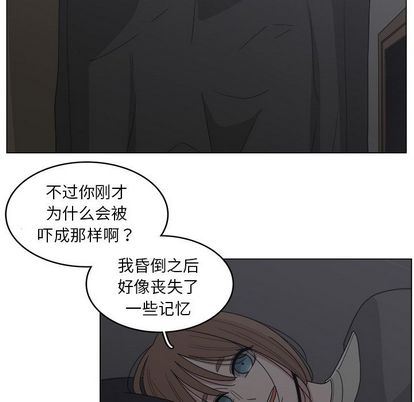 不过你刚才
为什么会被
吓成那样啊？
我昏倒之后
好像丧失了
一些记忆